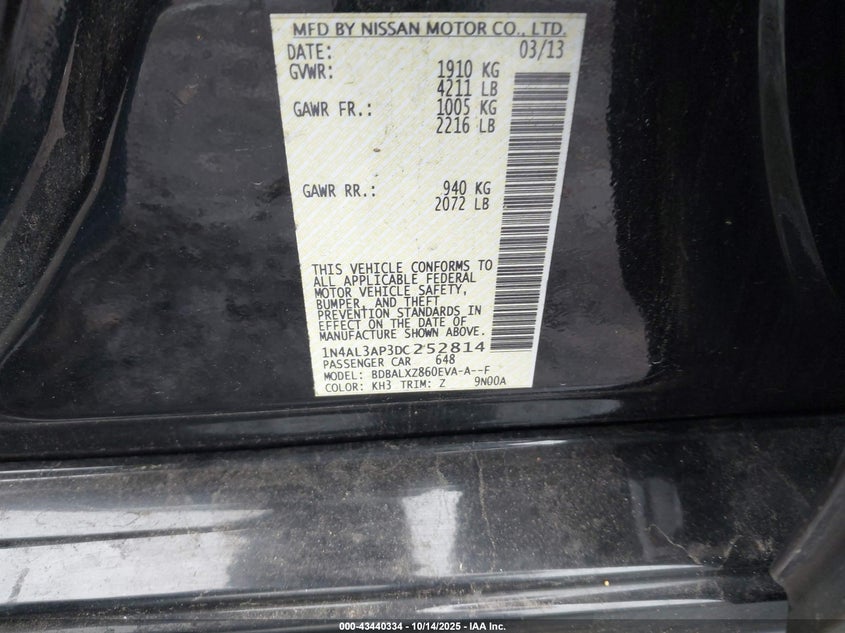 MFD BY NISSAN MOTOR CO., LTD.
DATE: 03/13
GVWR: 1910 KG
4211 LB
GAWR FR.: 1005 KG
2216 LB
GAWR RR.: 940 KG
2072 LB
THIS VEHICLE CONFORMS TO
ALL APPLICABLE FEDERAL
MOTOR VEHICLE SAFETY,
BUMPER, AND THEFT
PREVENTION STANDARDS IN
EFFECT ON THE DATE OF
MANUFACTURE SHOWN ABOVE.
1N4AL3AP3DC252814
PASSENGER CAR 648
MODEL: BDBALXZ860EVA-A--F
COLOR: KH3 TRIM: Z 9N00A
000-43440334 - 10/14/2025 - IAA Inc.